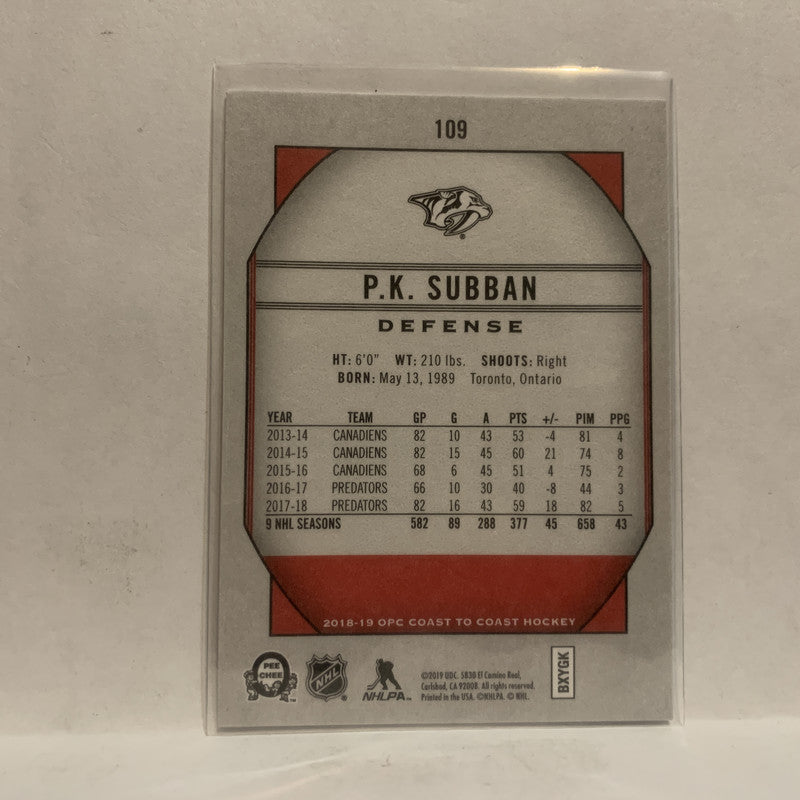 109
®
P.K. SUBBAN
DEFENSE
HT: 6'0" WT: 210 lbs. SHOOTS: Right
BORN: May 13, 1989 Toronto, Ontario
YEAR TEAM GP G A PTS +/- PIM PPG
2013-14 CANADIENS 82 10 43 53 -4 81 4
2014-15 CANADIENS 82 15 45 60 21 74 8
2015-16 CANADIENS 68 6 45 51 4 75 2
2016-17 PREDATORS 66 10 30 40 -8 44 3
2017-18 PREDATORS 82 16 43 59 18 82 5
9 NHL SEASONS 582 89 288 377 45 658 43
2018-19 OPC COAST TO COAST HOCKEY
PEE
CHEE
NHL
NHLPA
©2019 UDC. 5830 El Camino Real,
Carlsbad, CA 92008. All rights reserved.
Printed in the USA. ©NHLPA. © NHL.
BXYGK